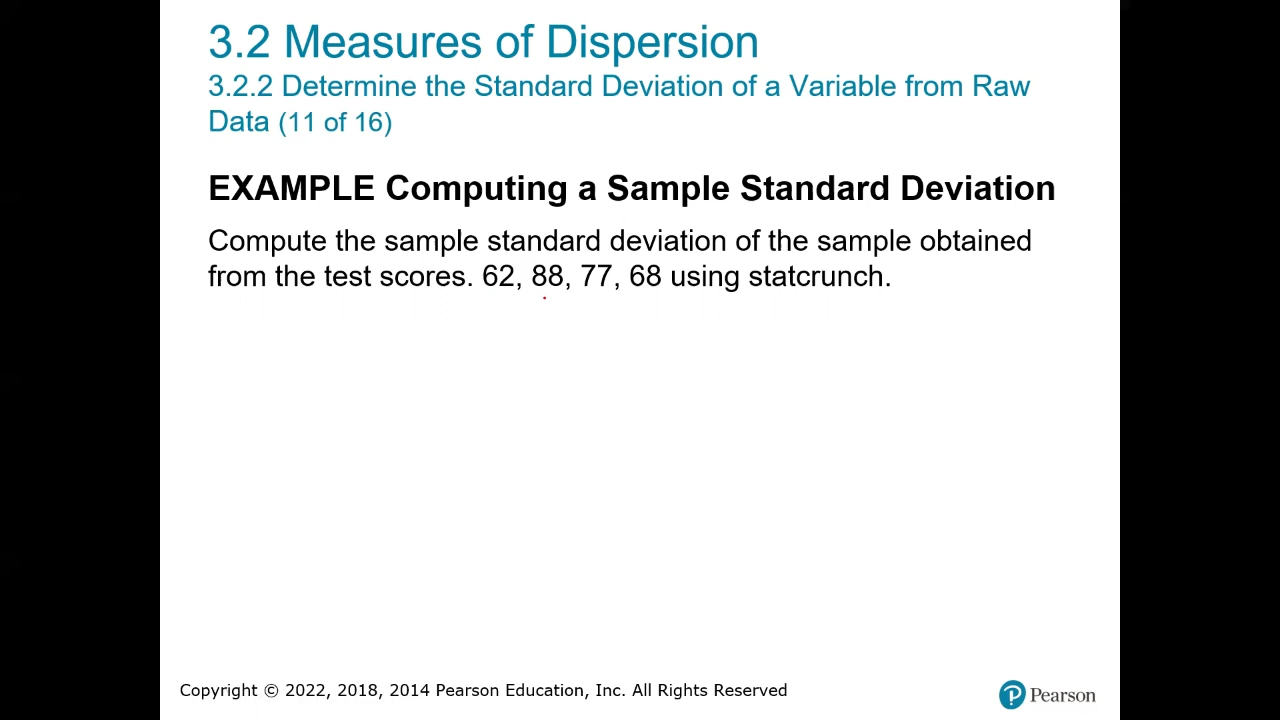 3.2 Measures of Dispersion
3.2.2 Determine the Standard Deviation of a Variable from Raw
Data (11 of 16)
EXAMPLE Computing a Sample Standard Deviation
Compute the sample standard deviation of the sample obtained
from the test scores. 62, 88, 77, 68 using statcrunch.
Copyright © 2022, 2018, 2014 Pearson Education, Inc. All Rights Reserved
P Pearson